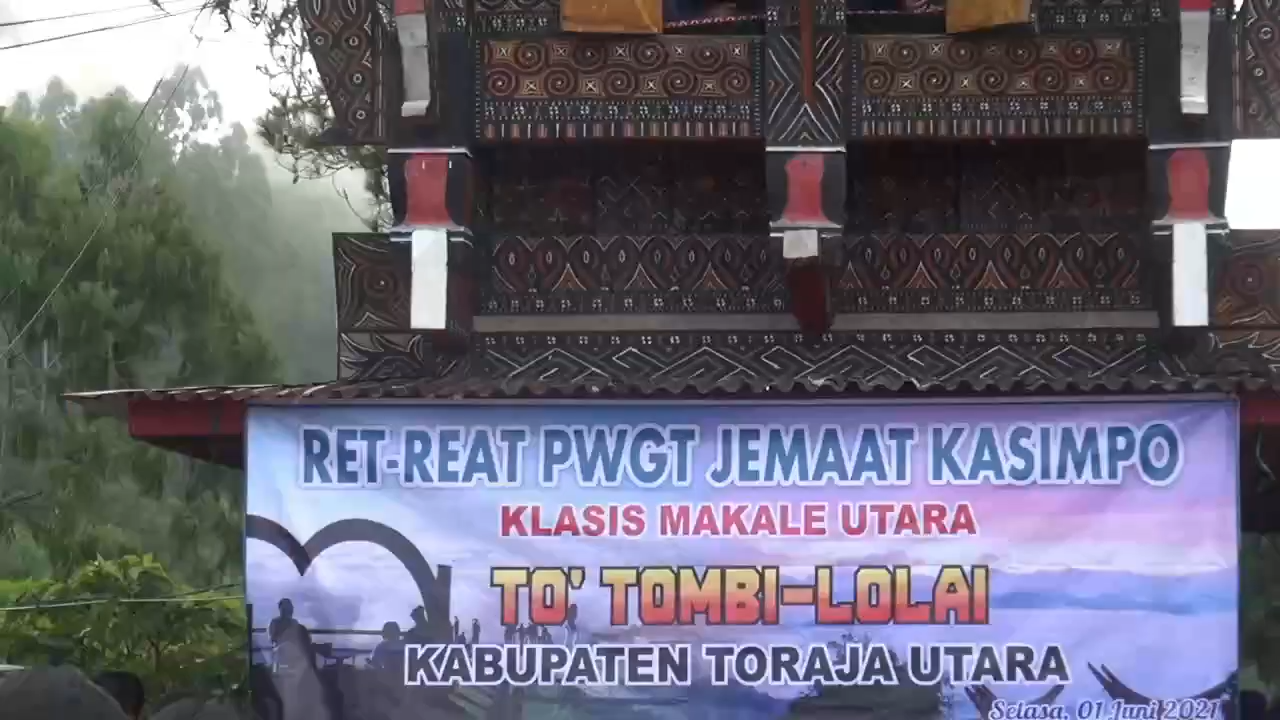 RET-REAT PWGT JEMAAT KASIMPO
KLASIS MAKALE UTARA
TO' TOMBI-LOLAI
KABUPATEN TORAJA UTARA
Selasa, 01 Juni 2021